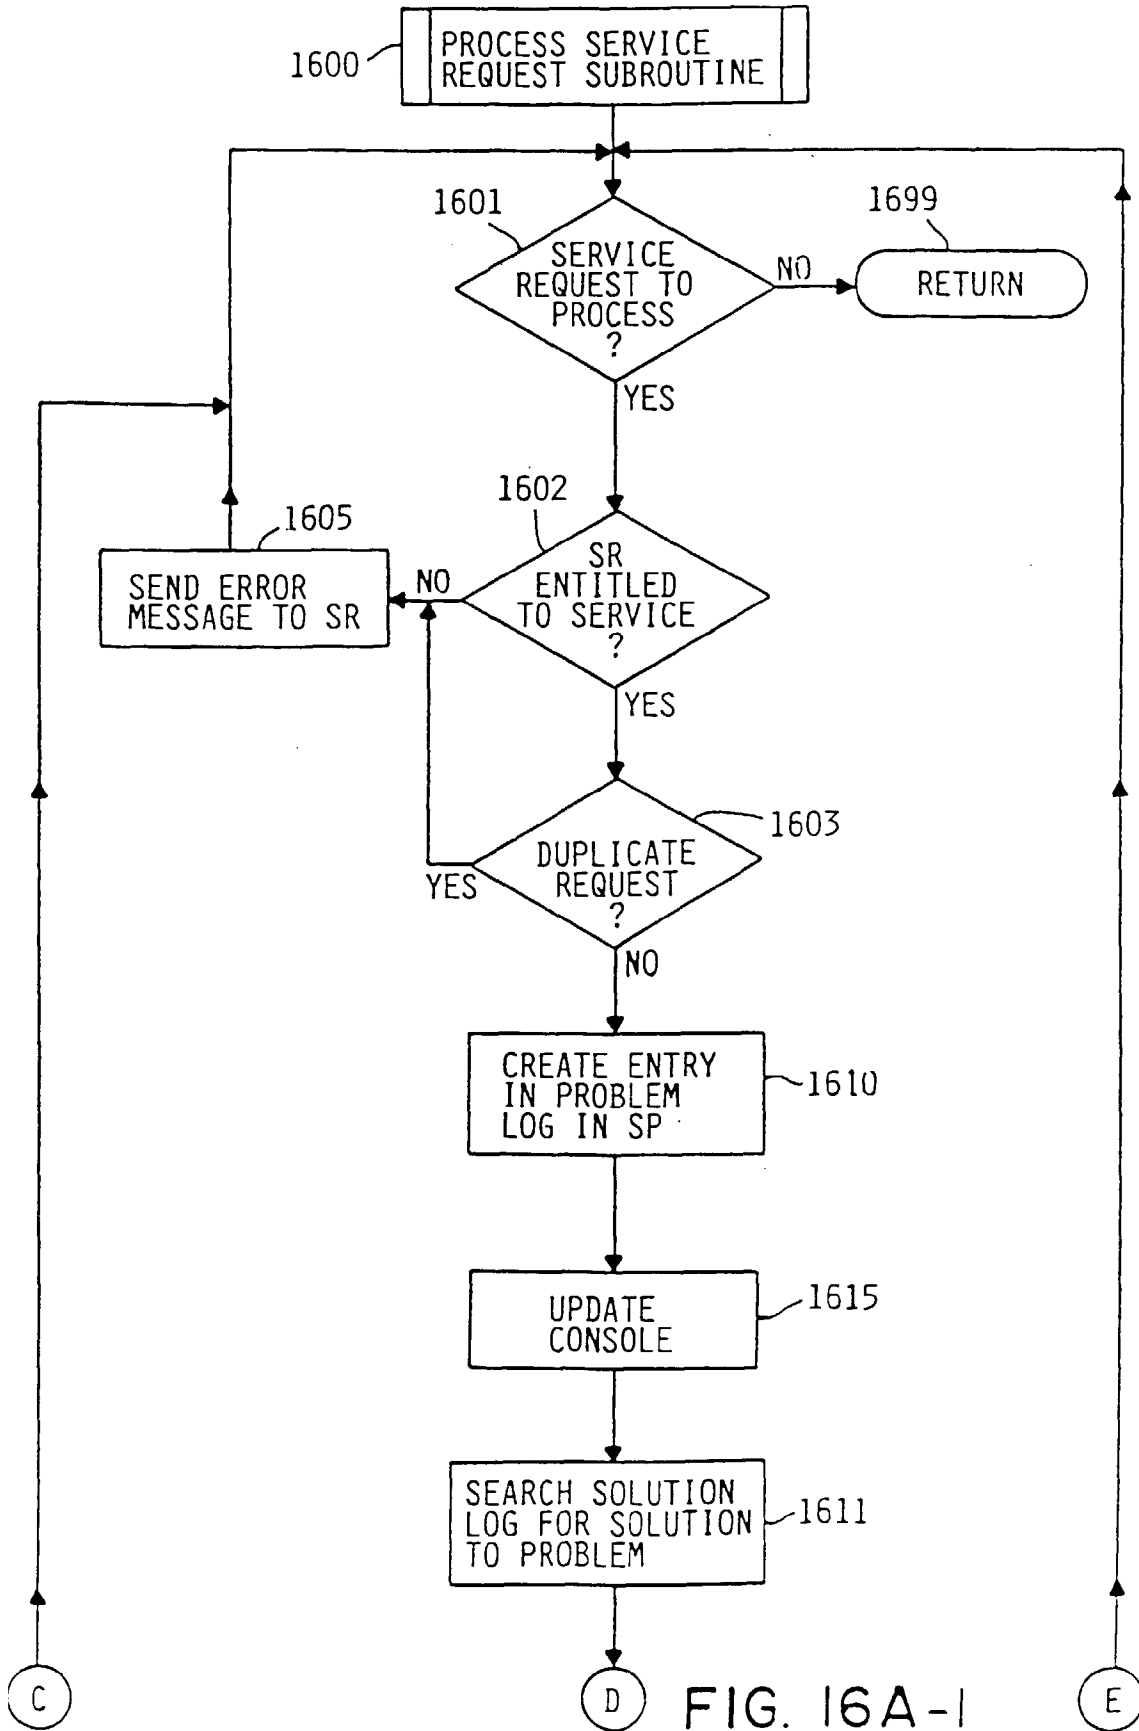 1600
PROCESS SERVICE
REQUEST SUBROUTINE
1601
SERVICE
REQUEST TO
PROCESS
?
NO
1699
RETURN
YES
1602
SR
ENTITLED
TO SERVICE
?
NO
1605
SEND ERROR
MESSAGE TO SR
YES
1603
DUPLICATE
REQUEST
?
YES
NO
CREATE ENTRY
IN PROBLEM
LOG IN SP
1610
UPDATE
CONSOLE
1615
SEARCH SOLUTION
LOG FOR SOLUTION
TO PROBLEM
1611
C
D
E
FIG. 16A-1